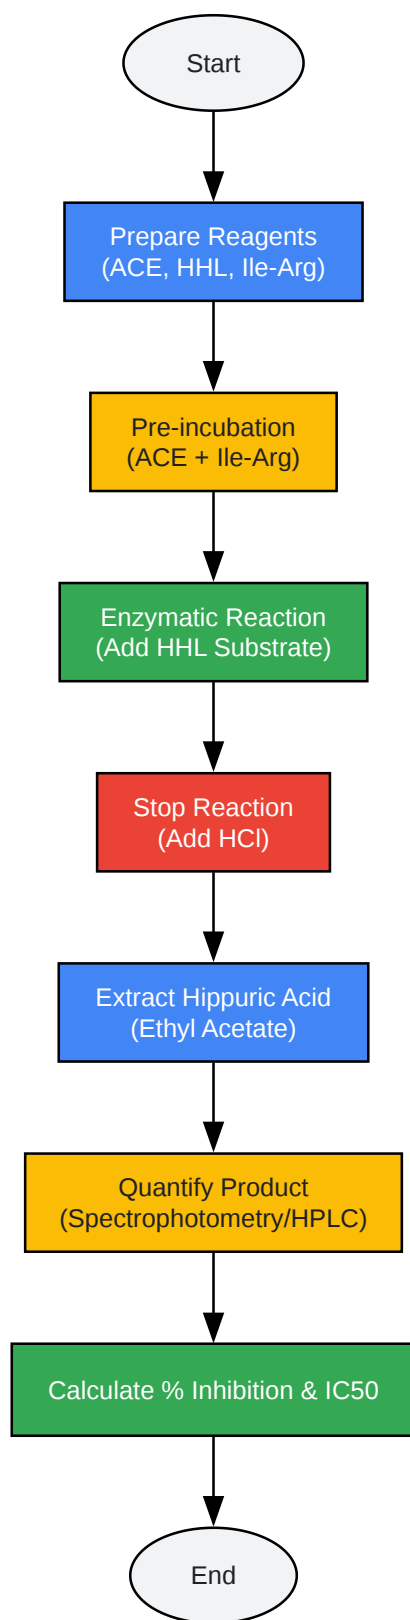 Start
Prepare Reagents
(ACE, HHL, Ile-Arg)
Pre-incubation
(ACE + Ile-Arg)
Enzymatic Reaction
(Add HHL Substrate)
Stop Reaction
(Add HCl)
Extract Hippuric Acid
(Ethyl Acetate)
Quantify Product
(Spectrophotometry/HPLC)
Calculate % Inhibition & IC50
End